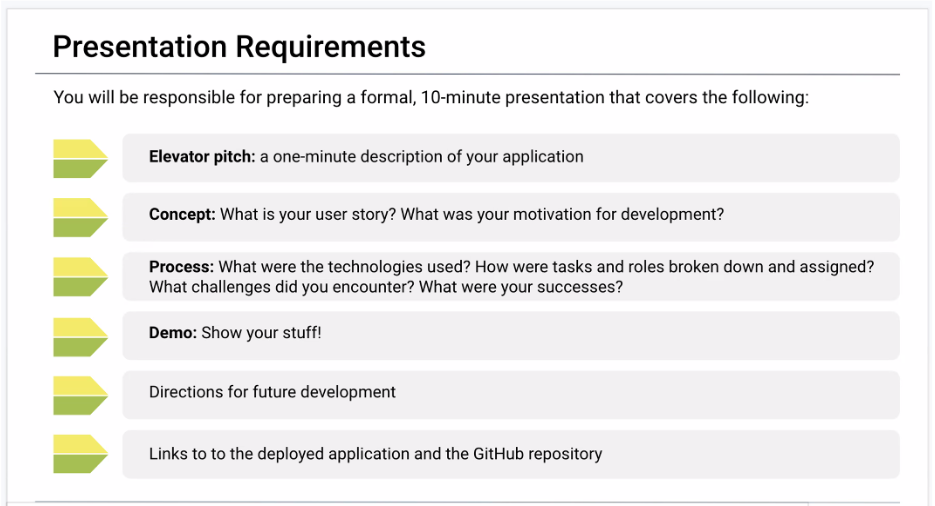 Presentation Requirements
You will be responsible for preparing a formal, 10-minute presentation that covers the following:
Elevator pitch: a one-minute description of your application
Concept: What is your user story? What was your motivation for development?
Process: What were the technologies used? How were tasks and roles broken down and assigned?
What challenges did you encounter? What were your successes?
Demo: Show your stuff!
Directions for future development
Links to to the deployed application and the GitHub repository